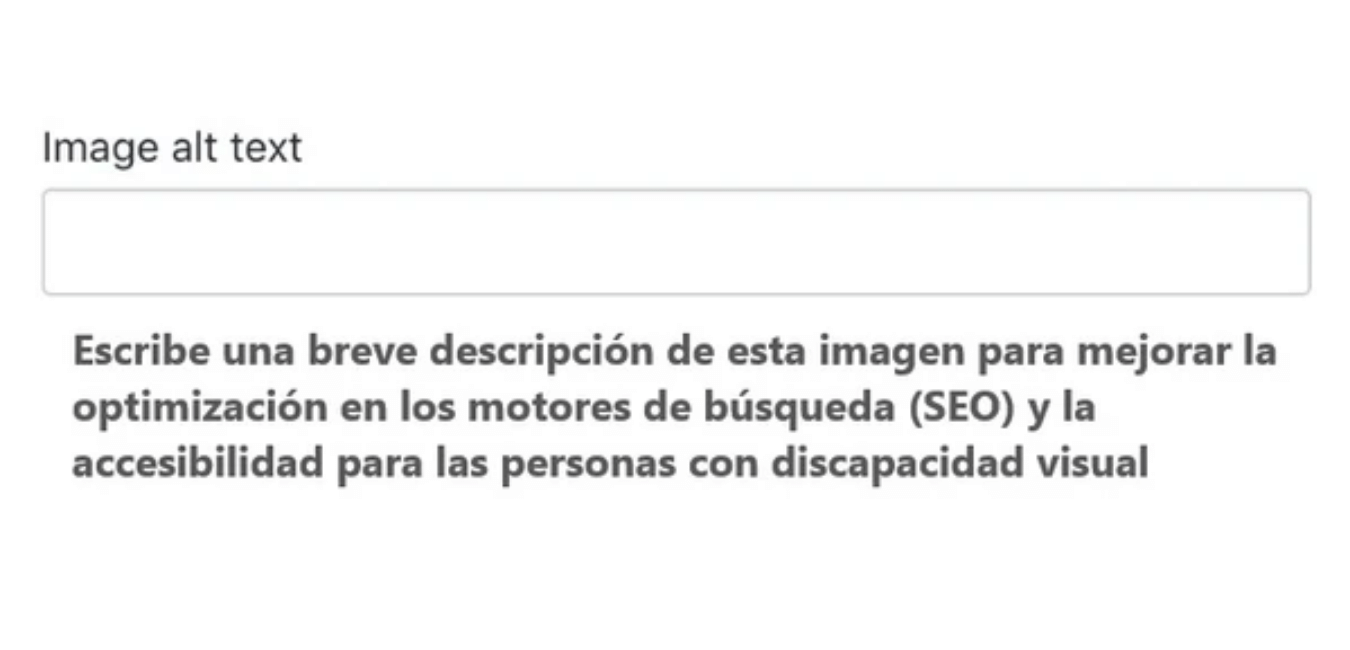 Image alt text
Escribe una breve descripción de esta imagen para mejorar la
optimización en los motores de búsqueda (SEO) y la
accesibilidad para las personas con discapacidad visual